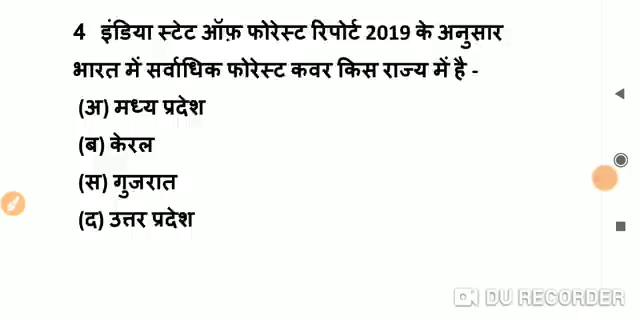 4 इंडिया स्टेट ऑफ़ फोरेस्ट रिपोर्ट 2019 के अनुसार
भारत में सर्वाधिक फोरेस्ट कवर किस राज्य में है -
(अ) मध्य प्रदेश
(ब) केरल
(स) गुजरात
(द) उत्तर प्रदेश
DU RECORDER